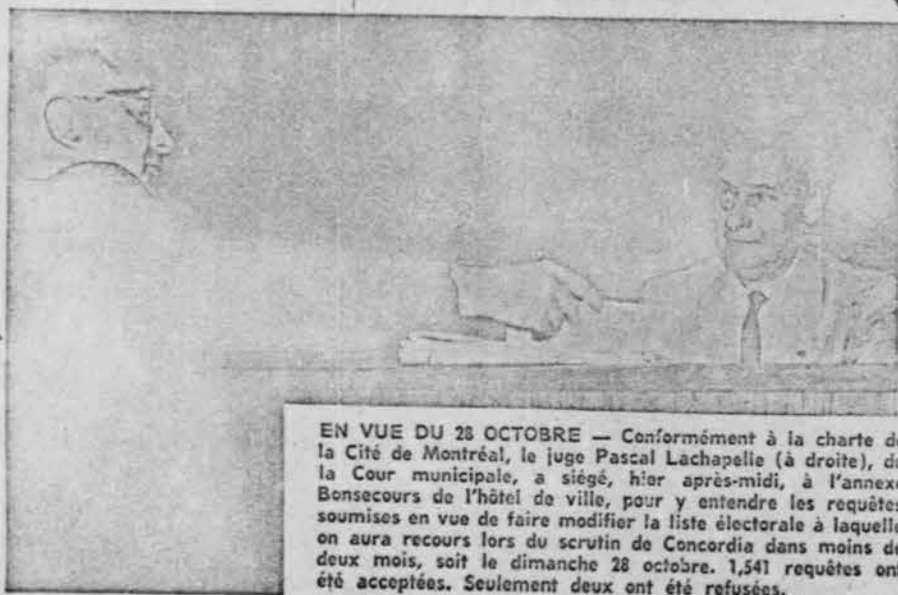 EN VUE DU 28 OCTOBRE — Conformément à la charte de
la Cité de Montréal, le juge Pascal Lachapelle (à droite), de
la Cour municipale, a siégé, hier après-midi, à l'annexe
Bonsecours de l'hôtel de ville, pour y entendre les requêtes
soumises en vue de faire modifier la liste électorale à laquelle
on aura recours lors du scrutin de Concordia dans moins de
deux mois, soit le dimanche 28 octobre. 1,541 requêtes ont
été acceptées. Seulement deux ont été refusées.